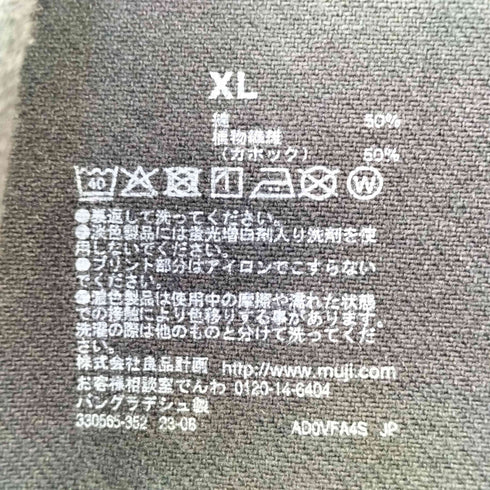 XL
綿 50%
植物繊維
(カポック) 50%
40
W
●裏返して洗ってください。
●淡色製品には蛍光増白剤入り洗剤を使
用しないでください。
●プリント部分はアイロンでこすらない
でください。
●濃色製品は使用中の摩擦や濡れた状態
での接触により色移りする事があります。
洗濯の際は他のものと分けて洗ってくだ
さい。
株式会社良品計画 http://www.muji.com/
お客様相談室でんわ 0120-14-6404
バングラデシュ製
330565-352 23-08 AD0VFA4S JP